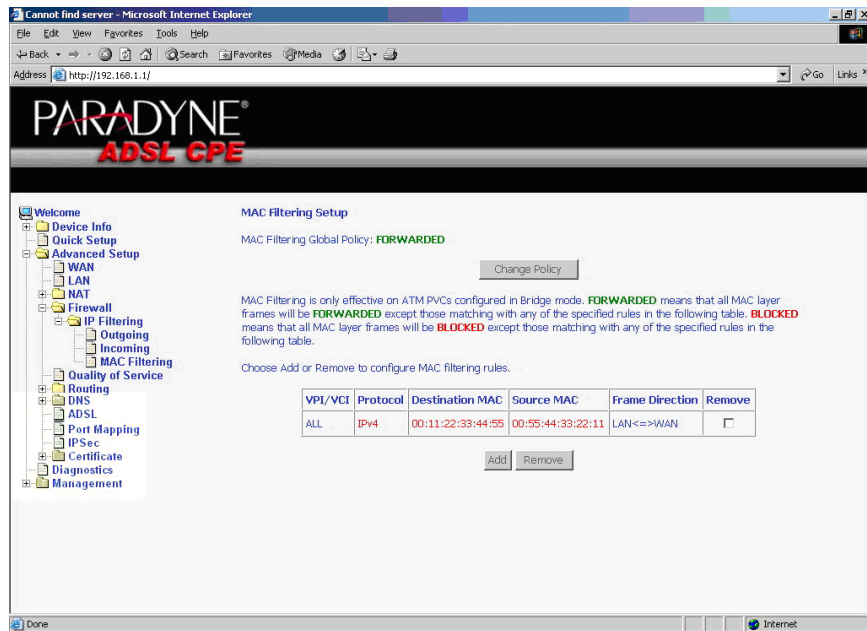 Cannot find server - Microsoft Internet Explorer
File Edit View Favorites Tools Help
Back Search Favorites Media
Address http://192.168.1.1/ Go Links »
PARADYNE®
ADSL CPE
Welcome
Device Info
Quick Setup
Advanced Setup
WAN
LAN
NAT
Firewall
IP Filtering
Outgoing
Incoming
MAC Filtering
Quality of Service
Routing
DNS
ADSL
Port Mapping
IPSec
Certificate
Diagnostics
Management
MAC Filtering Setup
MAC Filtering Global Policy: FORWARDED
Change Policy
MAC Filtering is only effective on ATM PVCs configured in Bridge mode. FORWARDED means that all MAC layer
frames will be FORWARDED except those matching with any of the specified rules in the following table. BLOCKED
means that all MAC layer frames will be BLOCKED except those matching with any of the specified rules in the
following table.
Choose Add or Remove to configure MAC filtering rules.
VPI/VCI Protocol Destination MAC Source MAC Frame Direction Remove
ALL IPv4 00:11:22:33:44:55 00:55:44:33:22:11 LAN<=>WAN
Add Remove
Done Internet